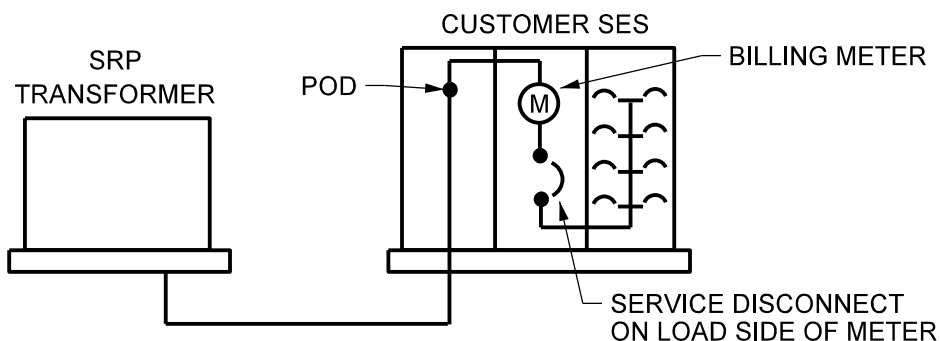 CUSTOMER SES
SRP
TRANSFORMER
POD
BILLING METER
M
SERVICE DISCONNECT
ON LOAD SIDE OF METER